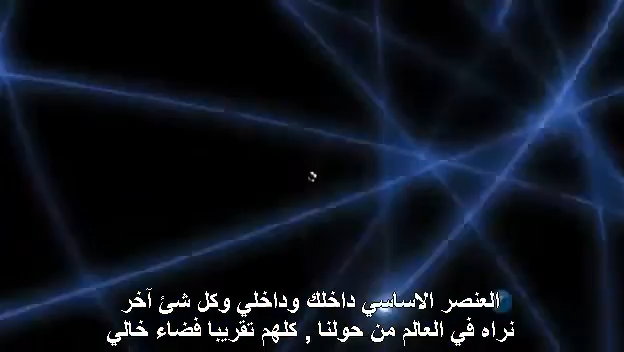 العنصر الاساسي داخلك وداخلي وكل شئ آخر
نراه في العالم من حولنا , كلهم تقريبا فضاء خالي